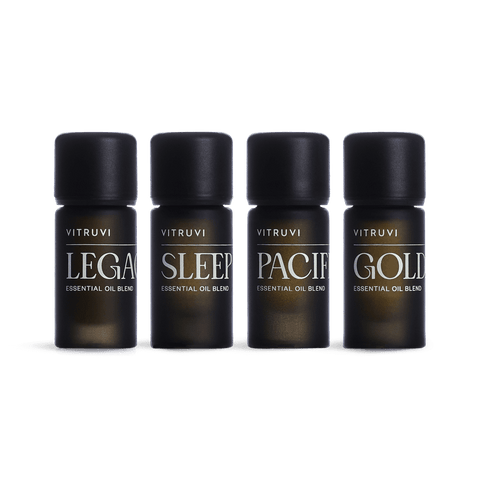 VITRUVI
LEGAC
ESSENTIAL OIL BLEND
VITRUVI
SLEEP
ESSENTIAL OIL BLEND
VITRUVI
PACIF
ESSENTIAL OIL BLEND
VITRUVI
GOLD
ESSENTIAL OIL BLEND